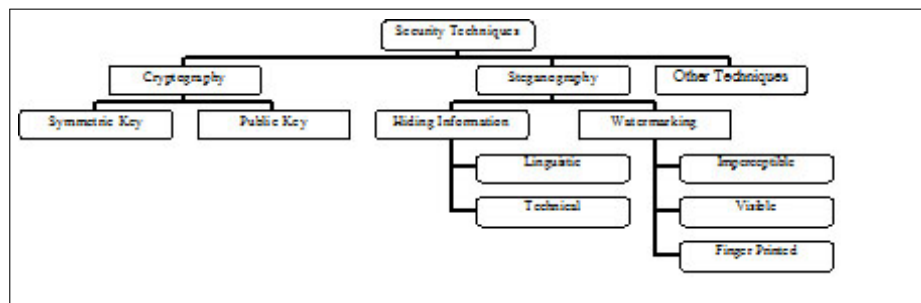 Security Techniques
Cryptography
Steganography
Other Techniques
Symmetric Key
Public Key
Hiding Information
Watermarking
Linguistic
Imperceptible
Technical
Visible
Finger Printed